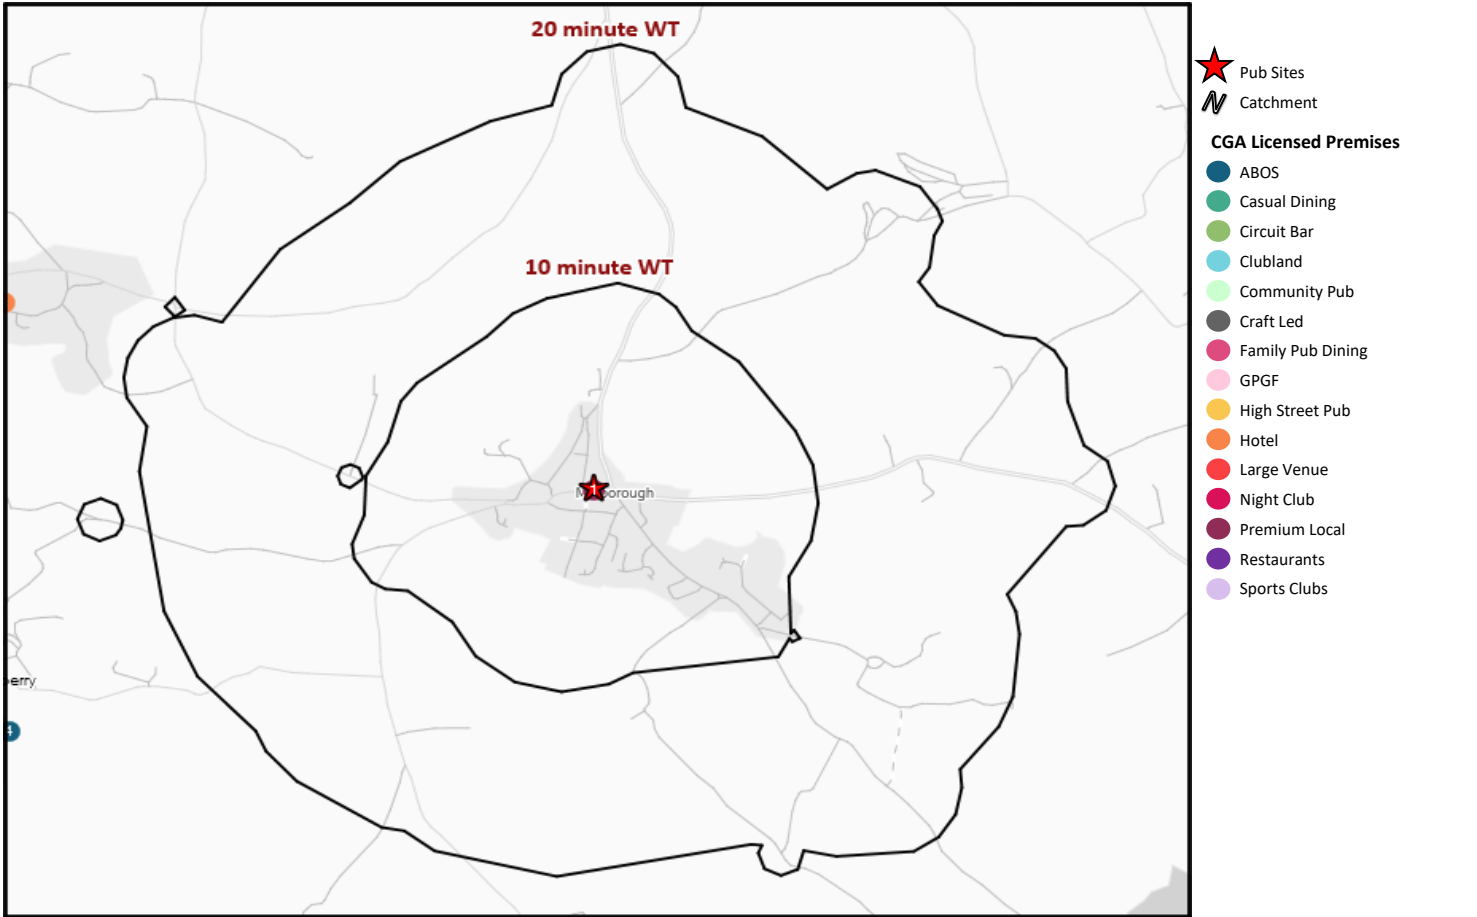 20 minute WT
10 minute WT
1
4
Pub Sites
Catchment
CGA Licensed Premises
ABOS
Casual Dining
Circuit Bar
Clubland
Community Pub
Craft Led
Family Pub Dining
GPGF
High Street Pub
Hotel
Large Venue
Night Club
Premium Local
Restaurants
Sports Clubs